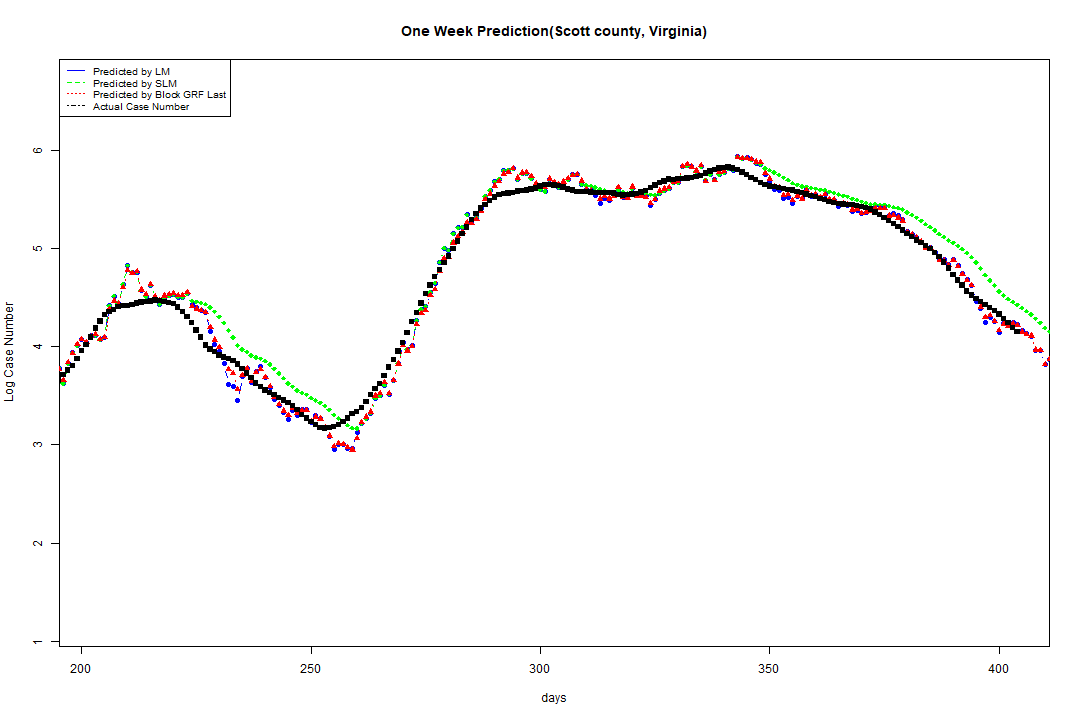 One Week Prediction(Scott county, Virginia)
Predicted by LM
Predicted by SLM
Predicted by Block GRF Last
Actual Case Number
Log Case Number
6
5
4
3
2
1
200 250 300 350 400
days